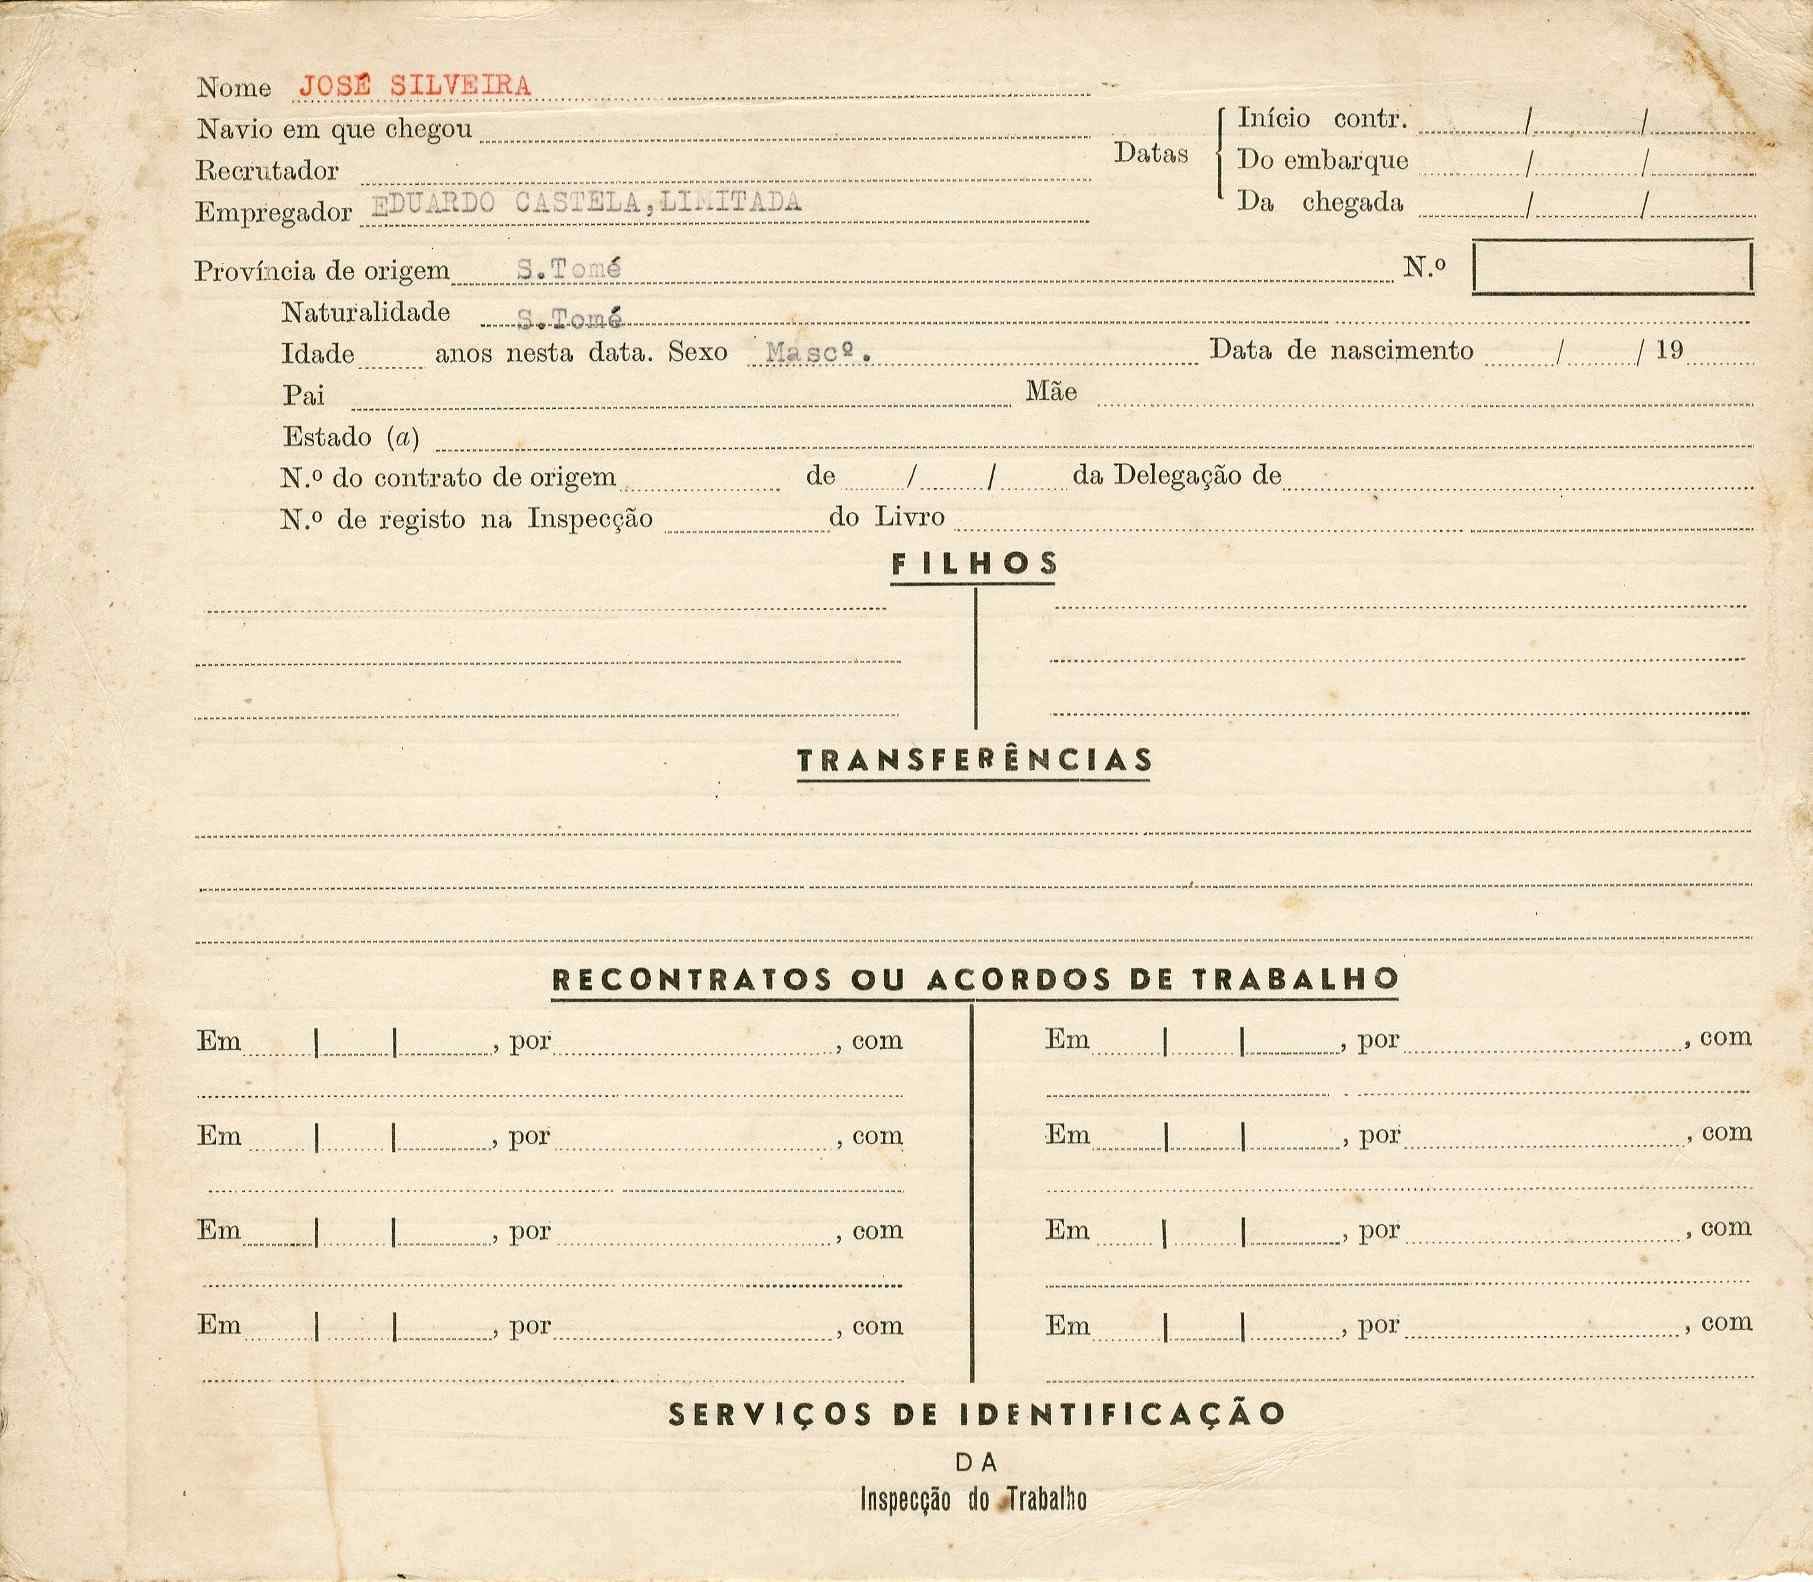 Nome JOSÉ SILVEIRA
Navio em que chegou
Recrutador
Empregador EDUARDO CASTELA,LIMITADA
Datas
Início contr. / /
Do embarque / /
Da chegada / /
Província de origem S.Tomé N.º
Naturalidade S.Tomé
Idade anos nesta data. Sexo Mascº. Data de nascimento / / 19
Pai Mãe
Estado (a)
N.º do contrato de origem de / / da Delegação de
N.º de registo na Inspecção do Livro
FILHOS
TRANSFERÊNCIAS
RECONTRATOS OU ACORDOS DE TRABALHO
Em | | , por , com Em | | , por , com
Em | | , por , com Em | | , por , com
Em | | , por , com Em | | , por , com
Em | | , por , com Em | | , por , com
SERVIÇOS DE IDENTIFICAÇÃO
DA
Inspecção do Trabalho